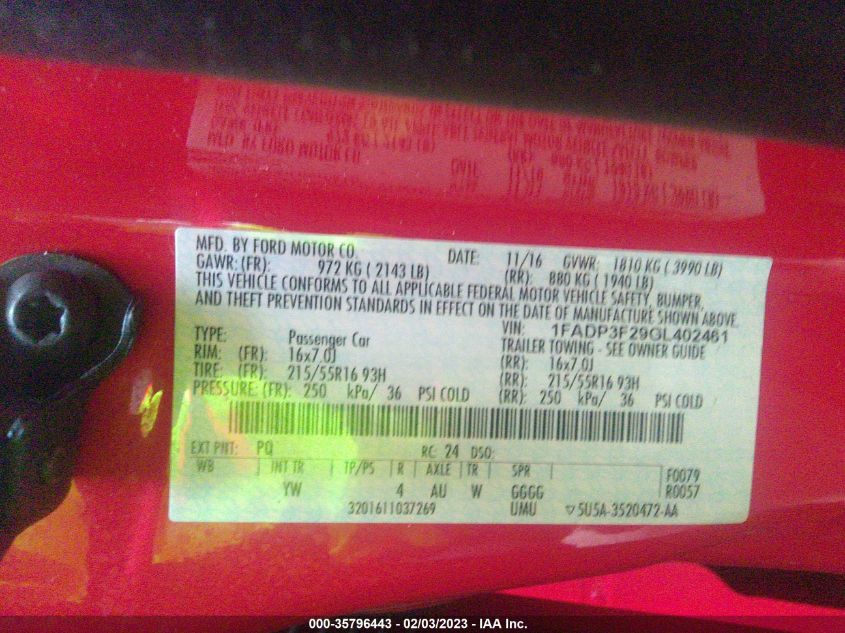 MFD. BY FORD MOTOR CO. DATE: 11/16 GVWR: 1810 KG ( 3990 LB)
GAWR: (FR): 972 KG ( 2143 LB) (RR): 880 KG ( 1940 LB)
THIS VEHICLE CONFORMS TO ALL APPLICABLE FEDERAL MOTOR VEHICLE SAFETY, BUMPER,
AND THEFT PREVENTION STANDARDS IN EFFECT ON THE DATE OF MANUFACTURE SHOWN ABOVE.
VIN: 1FADP3F29GL402461
TYPE: Passenger Car TRAILER TOWING - SEE OWNER GUIDE
RIM: (FR): 16x7.0J (RR): 16x7.0J
TIRE: (FR): 215/55R16 93H (RR): 215/55R16 93H
PRESSURE: (FR): 250 kPa/ 36 PSI COLD (RR): 250 kPa/ 36 PSI COLD
EXT PNT: PQ RC: 24 DSO:
WB INT TR TP/PS R AXLE TR SPR F0079
YW 4 AU W GGGG R0057
3201611037269 UMU 5U5A-3520472-AA
000-35796443 - 02/03/2023 - IAA Inc.